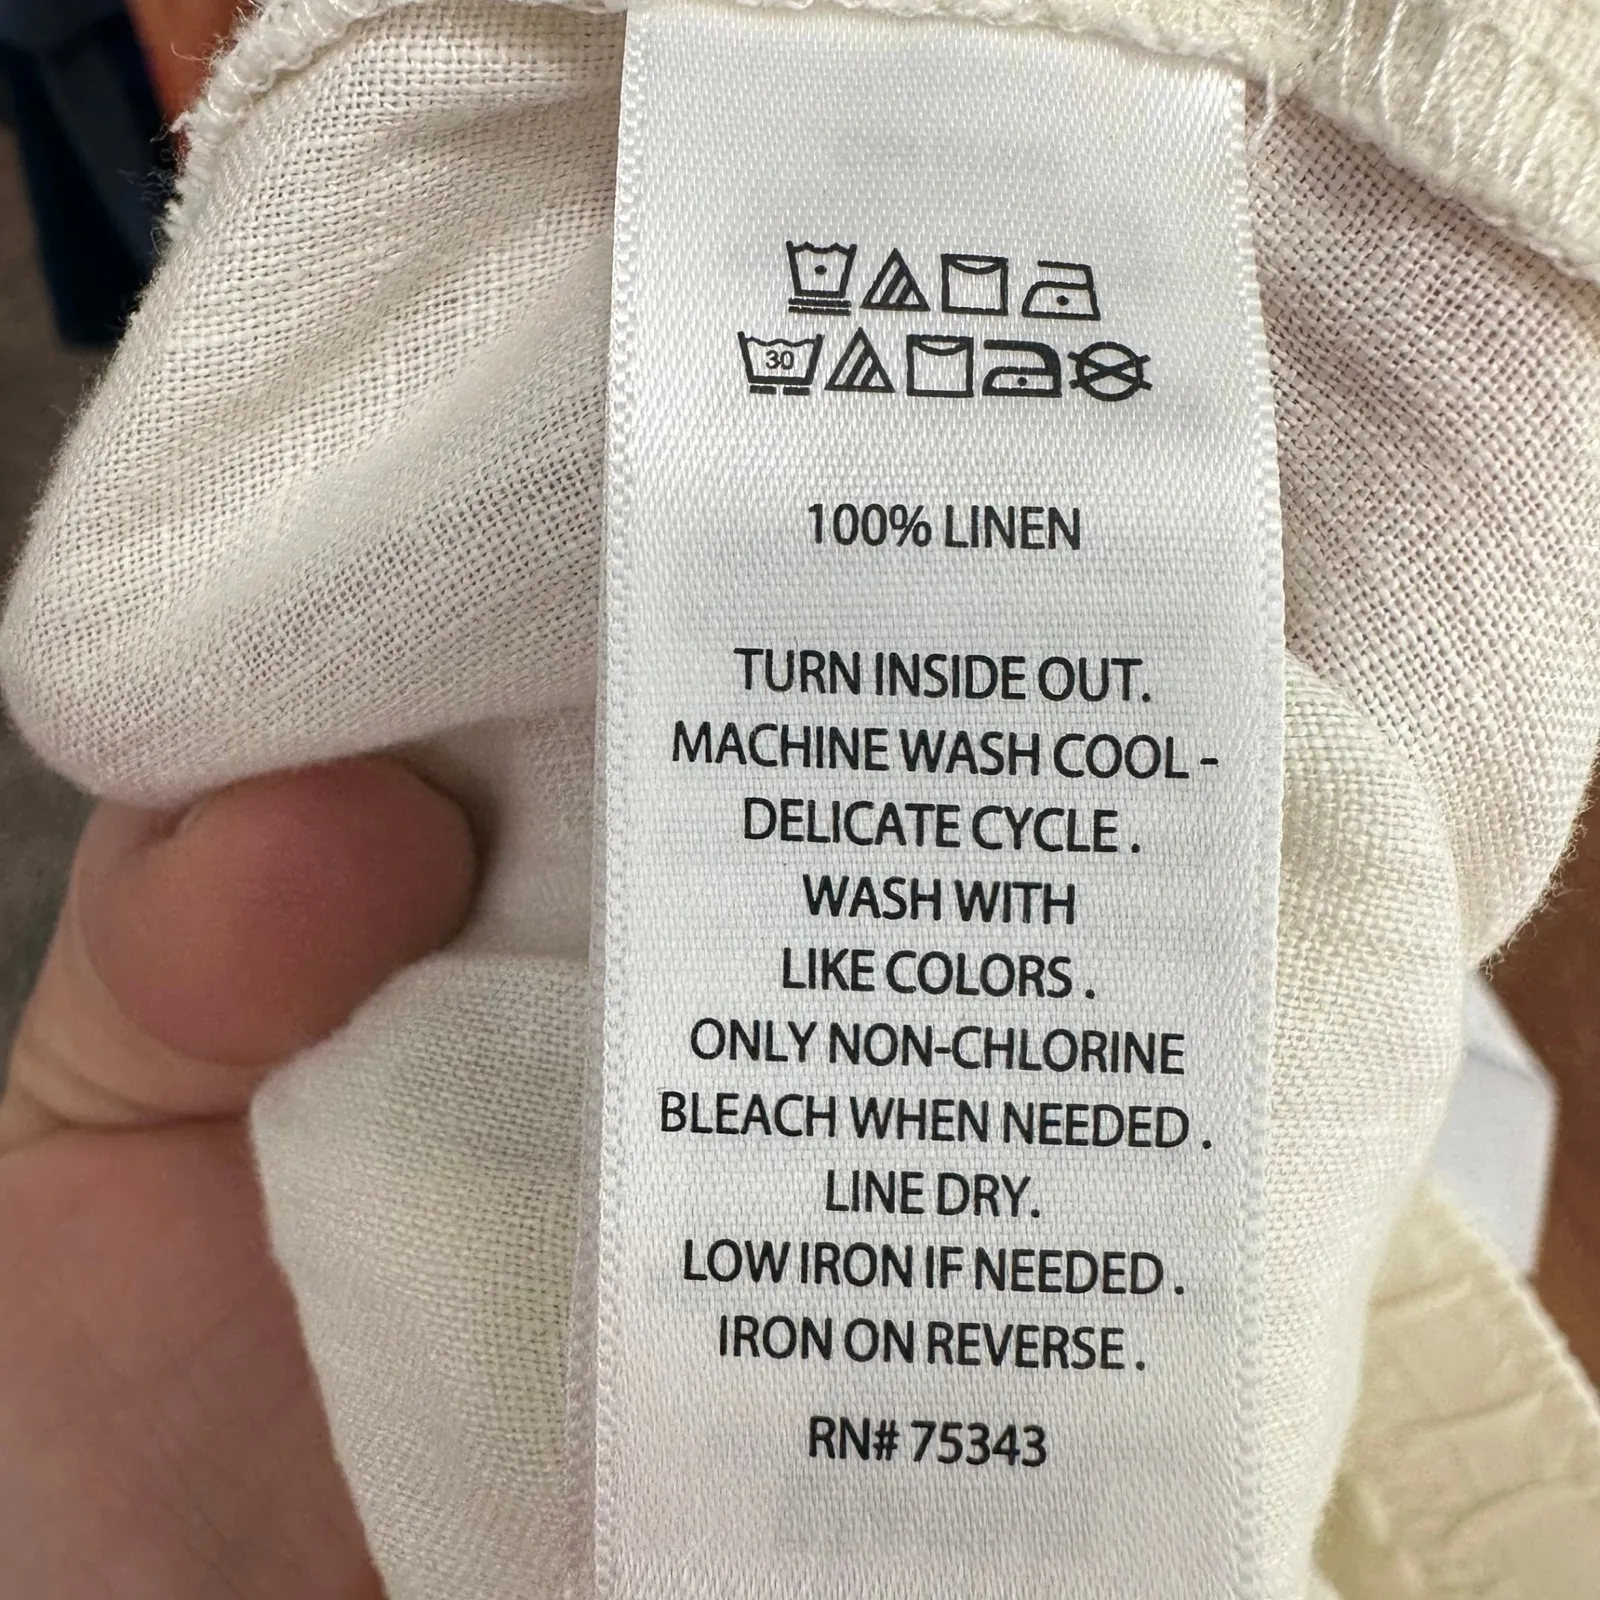 30
100% LINEN
TURN INSIDE OUT.
MACHINE WASH COOL -
DELICATE CYCLE .
WASH WITH
LIKE COLORS .
ONLY NON-CHLORINE
BLEACH WHEN NEEDED .
LINE DRY.
LOW IRON IF NEEDED .
IRON ON REVERSE .
RN# 75343